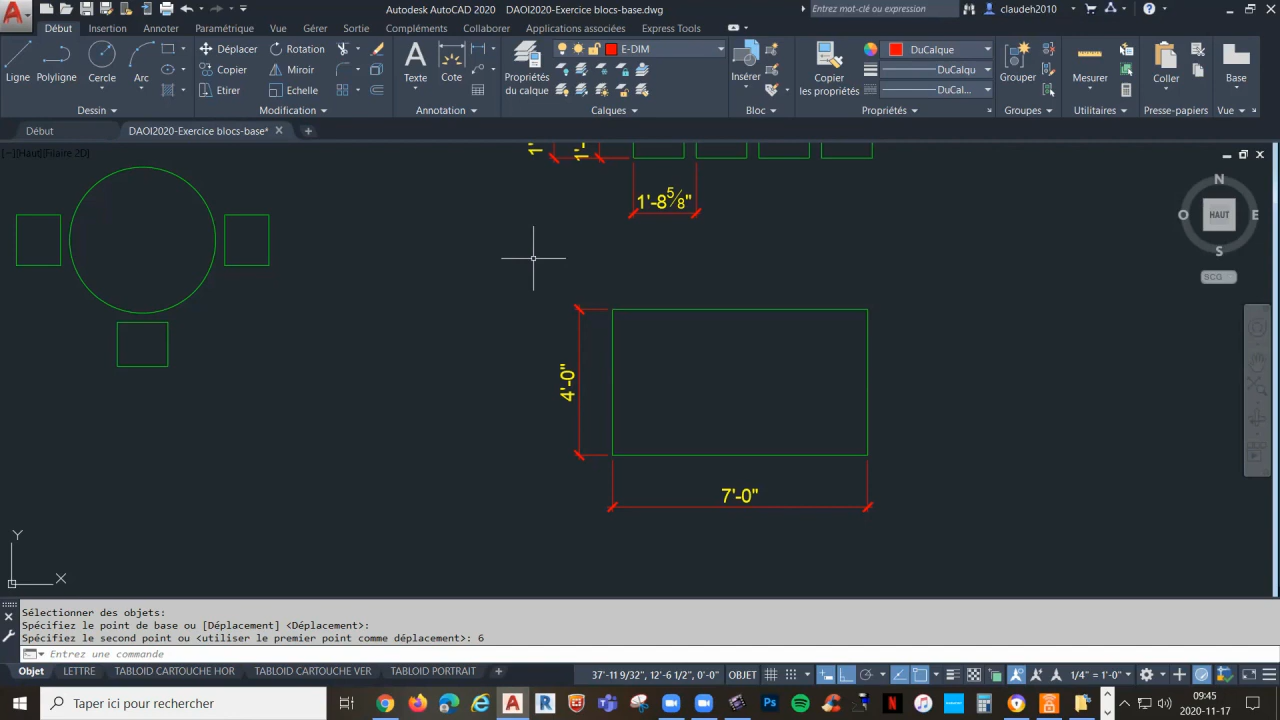 Autodesk AutoCAD 2020 DAOI2020-Exercice blocs-base.dwg
Entrez mot-clé ou expression
claudeh2010
Début Insertion Annoter Paramétrique Vue Gérer Sortie Compléments Collaborer Applications associées Express Tools
Ligne Polyligne Cercle Arc
Déplacer Rotation
Copier Miroir
Etirer Echelle
Texte Cote
Propriétés du calque
E-DIM
Insérer
Copier les propriétés
DuCalque
DuCalqu
DuCal...
Grouper
Mesurer
Coller
Base
Dessin Modification Annotation Calques Bloc Propriétés Groupes Utilitaires Presse-papiers Vue
Début DAOI2020-Exercice blocs-base*
[−][Haut][Filaire 2D]
1'-8 5/8"
N
O HAUT E
S
SCG
4'-0"
7'-0"
Y
X
Sélectionner des objets:
Spécifiez le point de base ou [Déplacement] <Déplacement>:
Spécifiez le second point ou <utiliser le premier point comme déplacement>: 6
Entrez une commande
Objet LETTRE TABLOID CARTOUCHE HOR TABLOID CARTOUCHE VER TABLOID PORTRAIT
37'-11 9/32", 12'-6 1/2", 0'-0" OBJET
1/4" = 1'-0"
Taper ici pour rechercher
09:45
2020-11-17